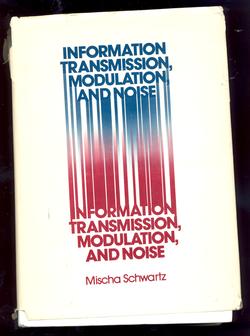 INFORMATION
TRANSMISSION,
MODULATION,
AND NOISE
INFORMATION
TRANSMISSION,
MODULATION,
AND NOISE
Mischa Schwartz